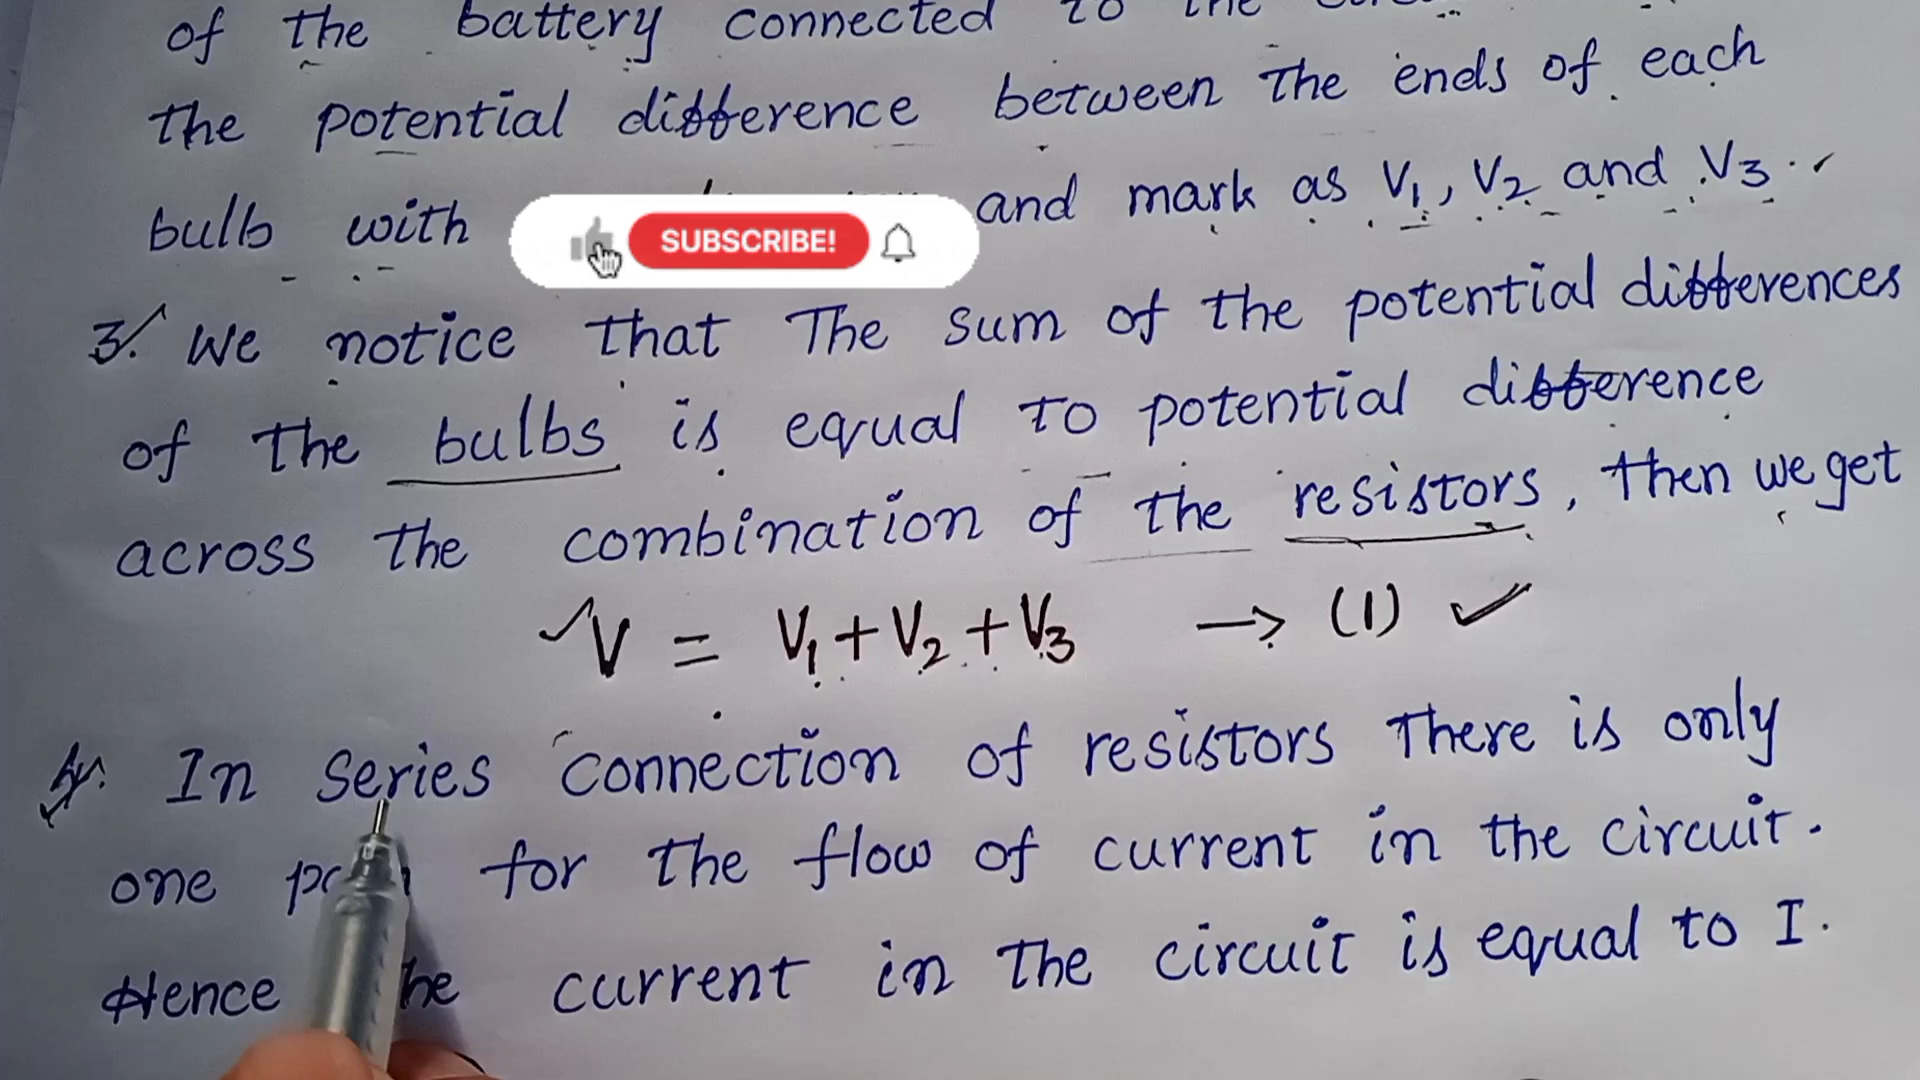 of the battery connected to the
the potential difference between the ends of each
bulb with and mark as V1, V2 and V3.
SUBSCRIBE!
3. We notice that The sum of the potential differences
of the bulbs is equal to potential difference
across the combination of the resistors, then we get
V = V1 + V2 + V3 → (1)
4. In series connection of resistors There is only
one for the flow of current in the circuit.
Hence current in the circuit is equal to I.